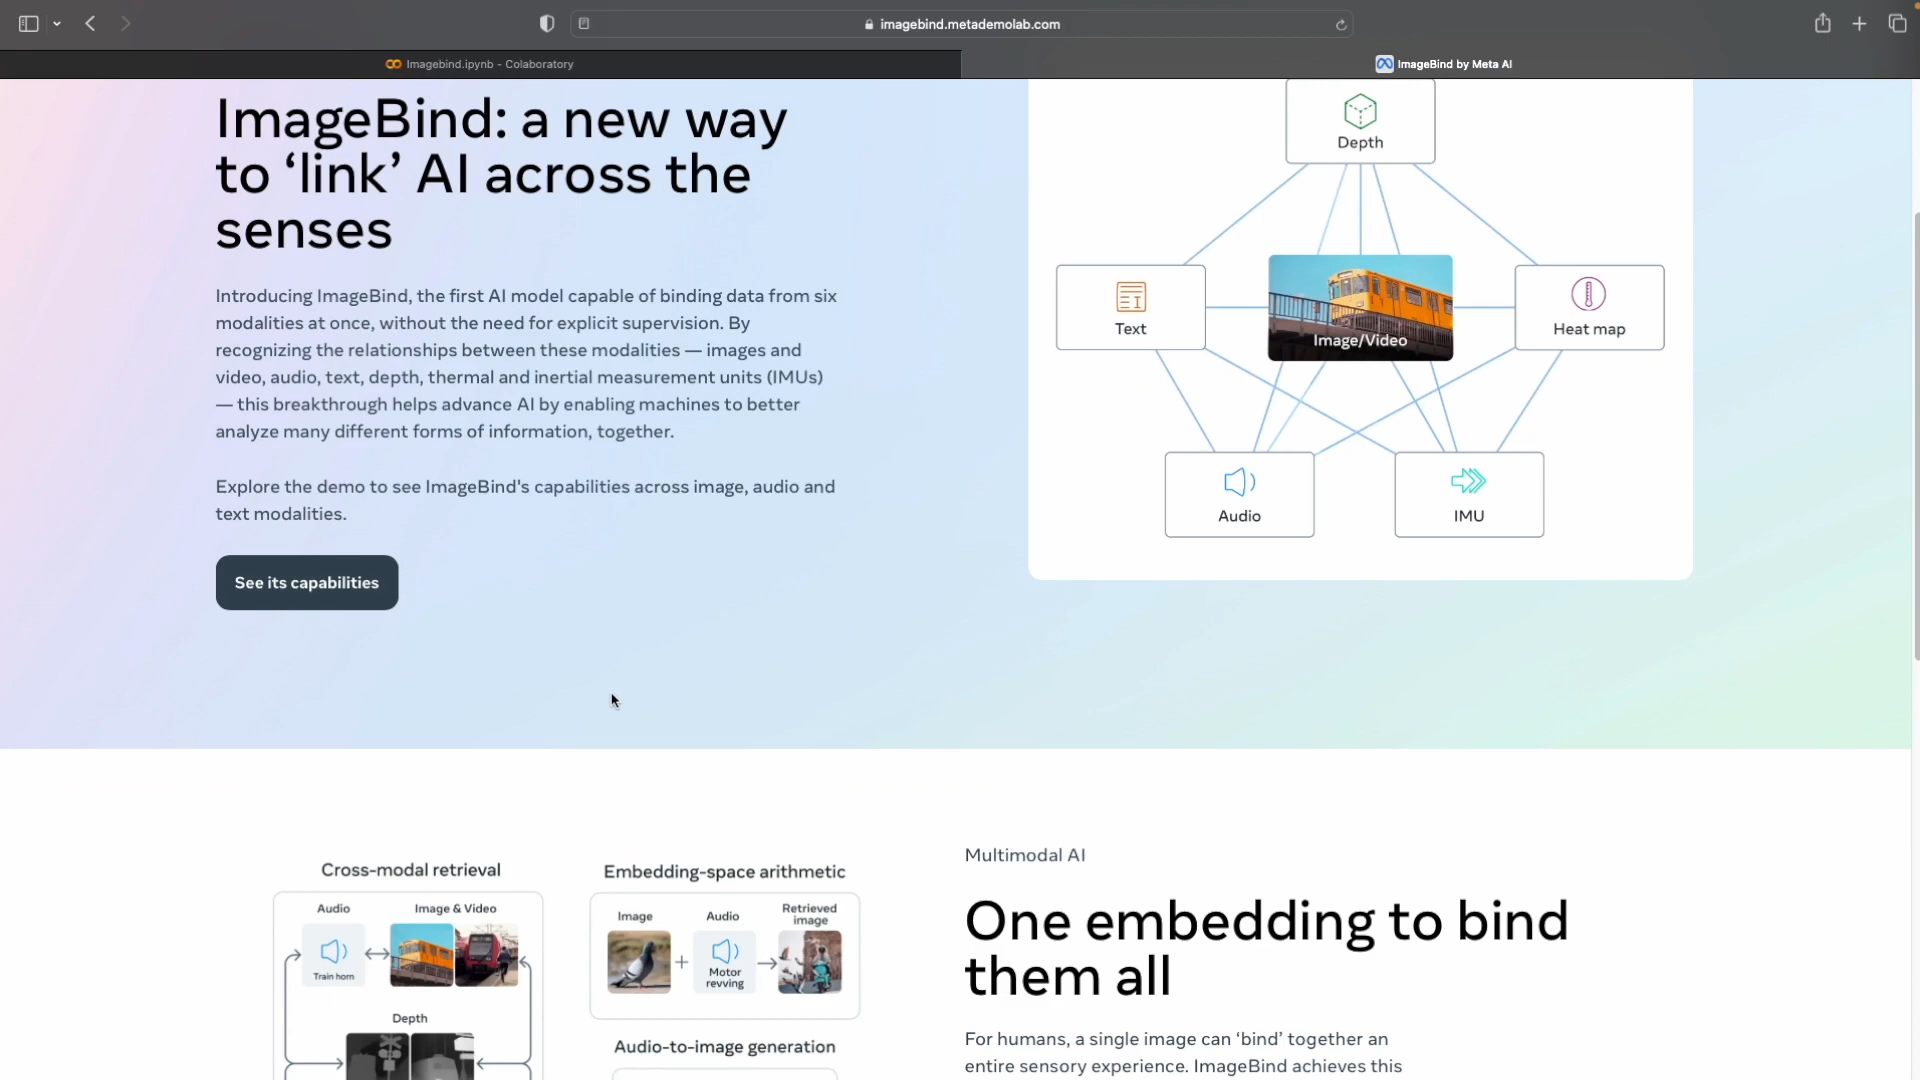 imagebind.metademolab.com
Imagebind.ipynb - Colaboratory
ImageBind by Meta AI
ImageBind: a new way
to ‘link’ AI across the
senses
Introducing ImageBind, the first AI model capable of binding data from six
modalities at once, without the need for explicit supervision. By
recognizing the relationships between these modalities — images and
video, audio, text, depth, thermal and inertial measurement units (IMUs)
— this breakthrough helps advance AI by enabling machines to better
analyze many different forms of information, together.
Explore the demo to see ImageBind's capabilities across image, audio and
text modalities.
See its capabilities
Depth
Text
Image/Video
Heat map
Audio
IMU
Cross-modal retrieval
Audio
Image & Video
Train horn
Depth
Embedding-space arithmetic
Image
Audio
Retrieved
image
Motor
revving
Audio-to-image generation
Multimodal AI
One embedding to bind
them all
For humans, a single image can ‘bind’ together an
entire sensory experience. ImageBind achieves this